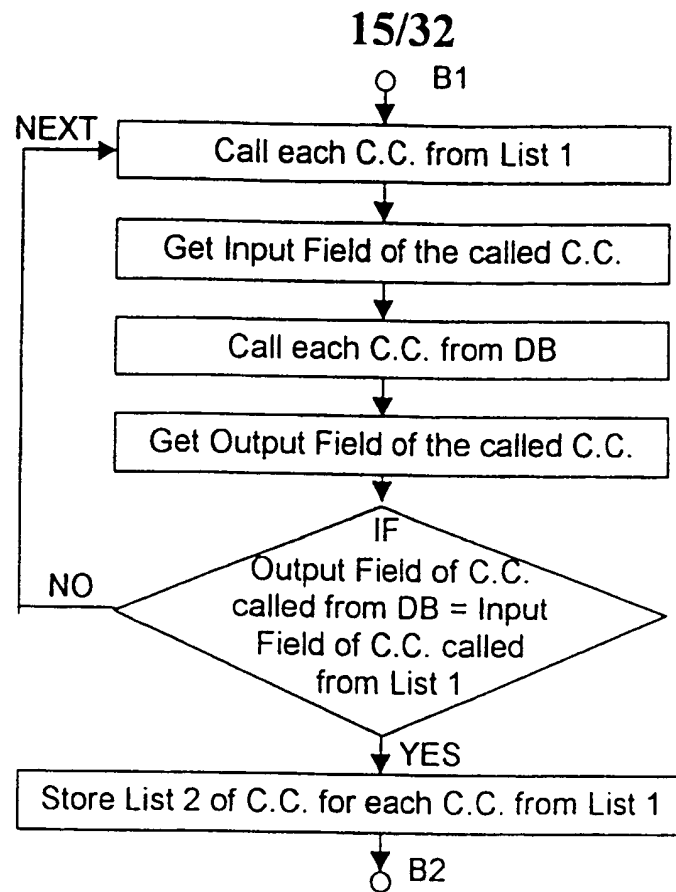 15/32
B1
NEXT
Call each C.C. from List 1
Get Input Field of the called C.C.
Call each C.C. from DB
Get Output Field of the called C.C.
IF
Output Field of C.C.
called from DB = Input
Field of C.C. called
from List 1
NO
YES
Store List 2 of C.C. for each C.C. from List 1
B2